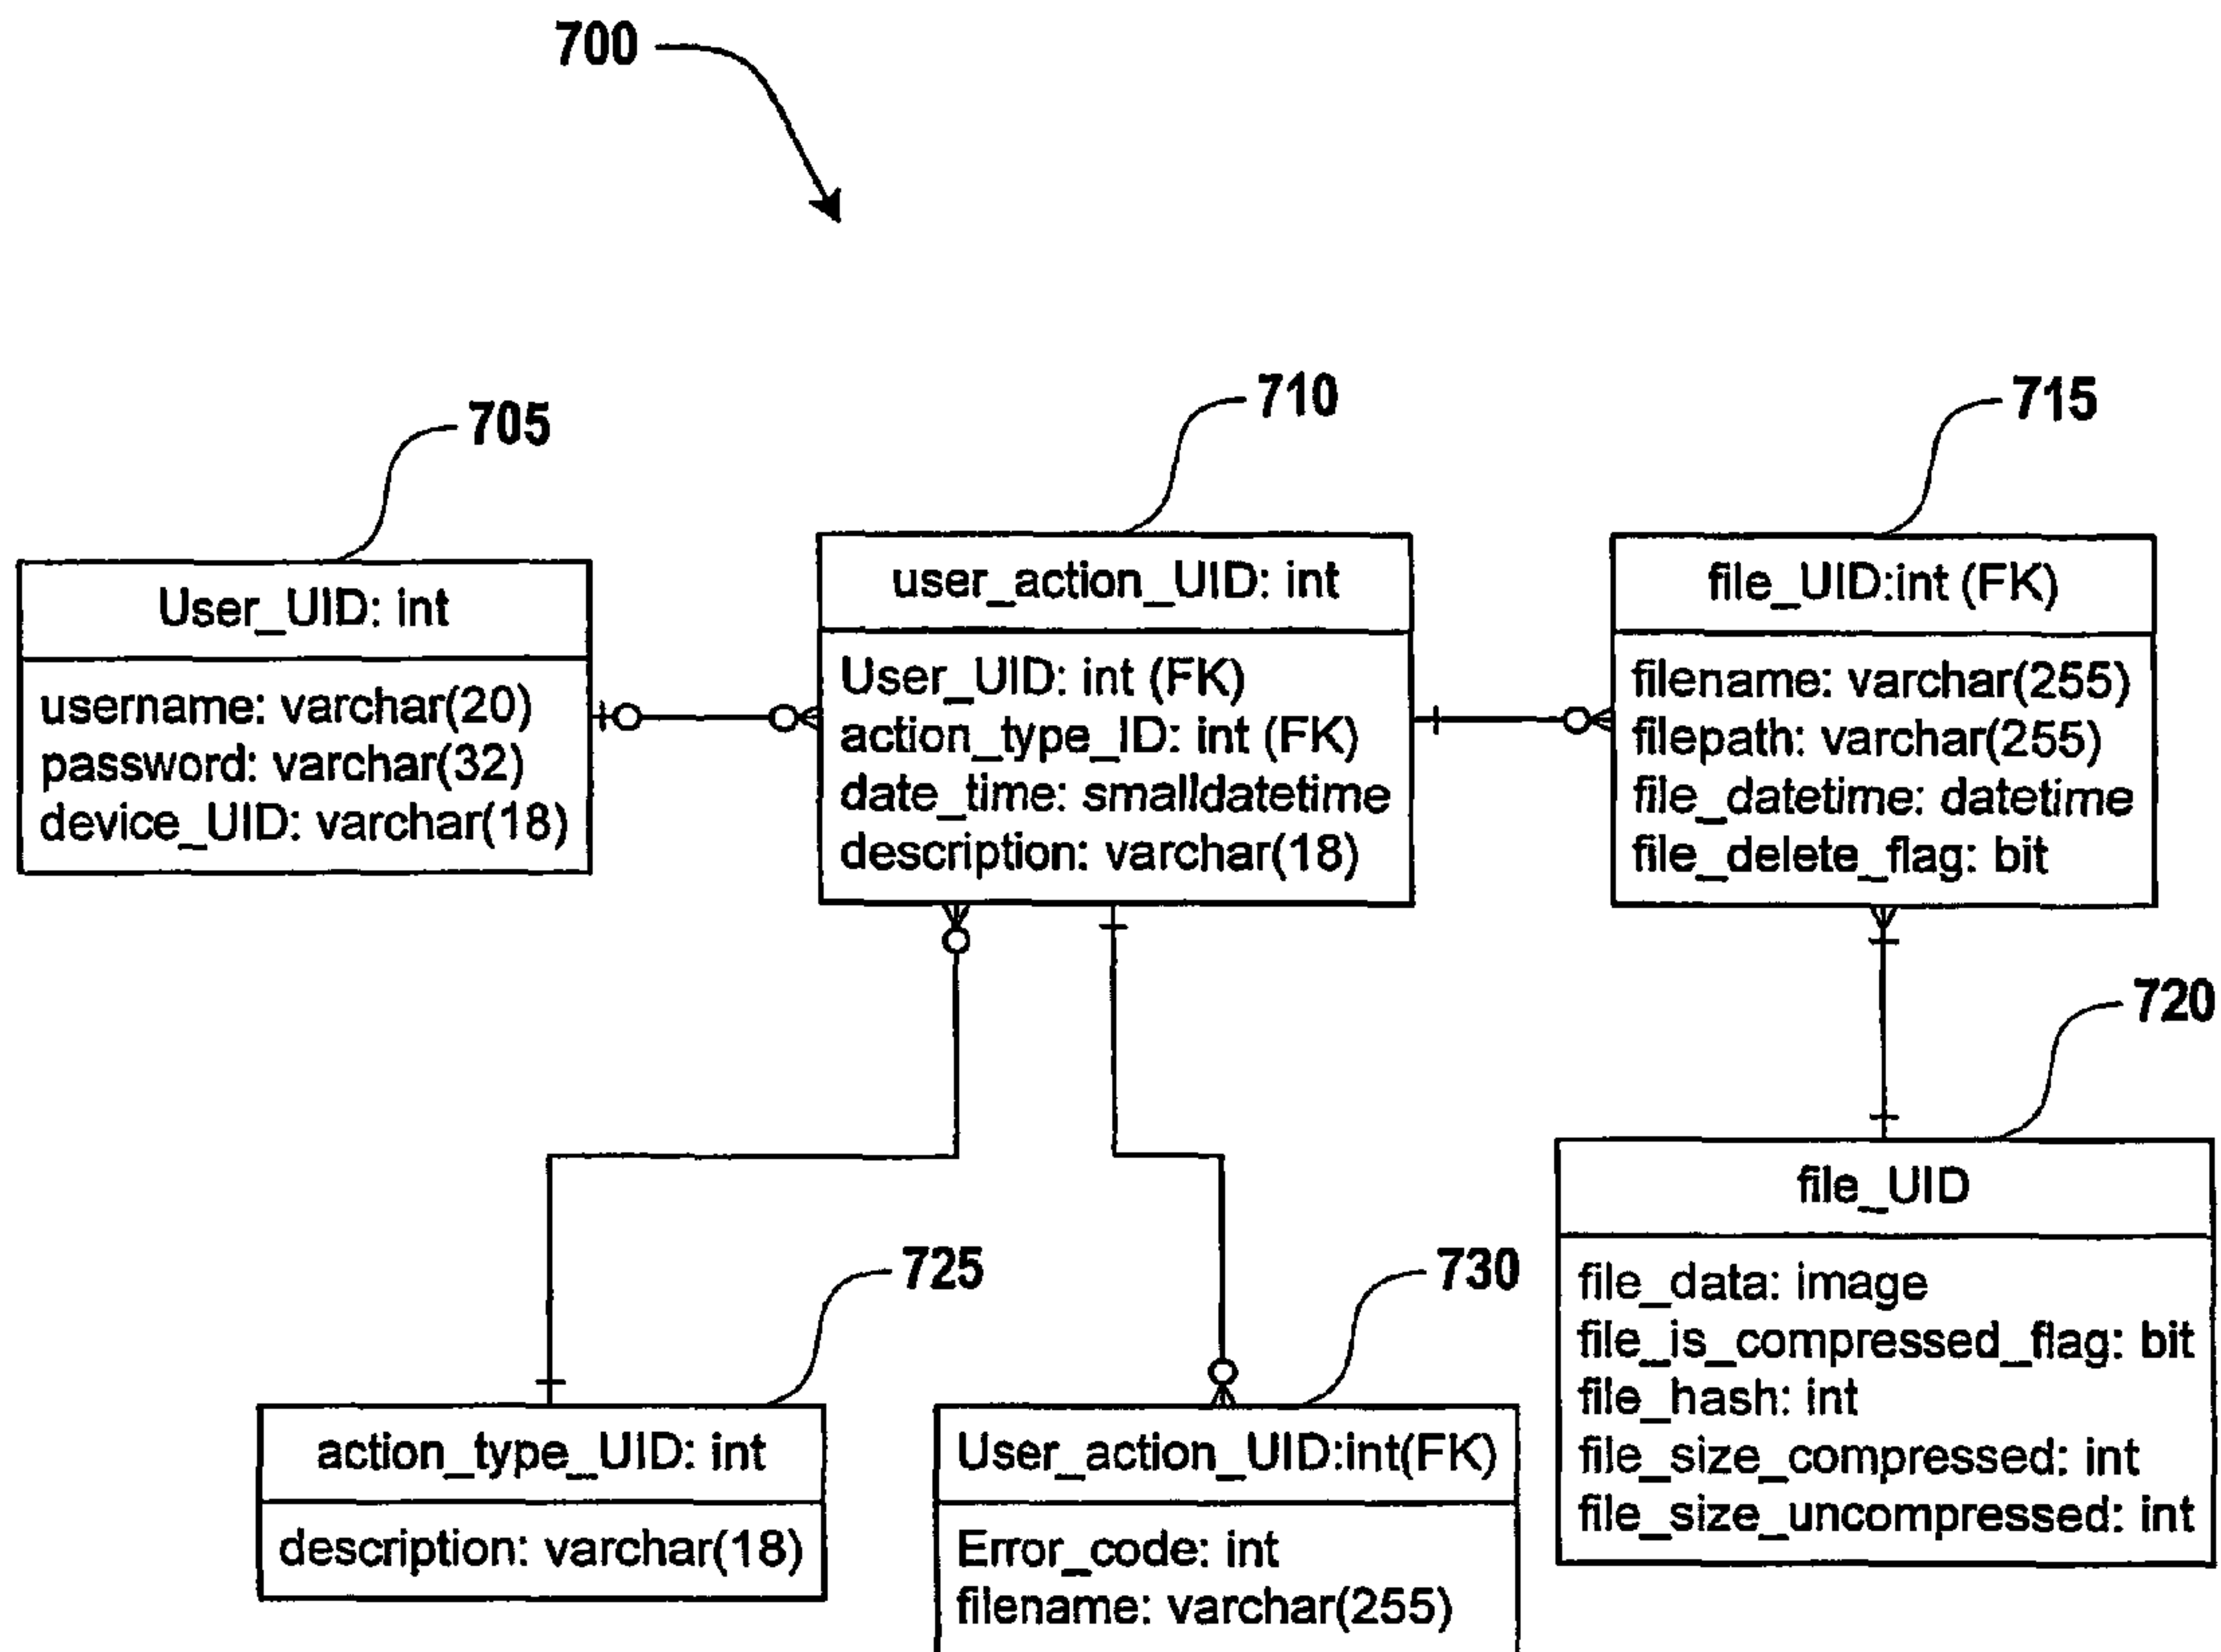 700
705
User_UID: int
username: varchar(20)
password: varchar(32)
device_UID: varchar(18)
710
user_action_UID: int
User_UID: int (FK)
action_type_ID: int (FK)
date_time: smalldatetime
description: varchar(18)
715
file_UID:int (FK)
filename: varchar(255)
filepath: varchar(255)
file_datetime: datetime
file_delete_flag: bit
720
file_UID
file_data: image
file_is_compressed_flag: bit
file_hash: int
file_size_compressed: int
file_size_uncompressed: int
725
action_type_UID: int
description: varchar(18)
730
User_action_UID:int(FK)
Error_code: int
filename: varchar(255)